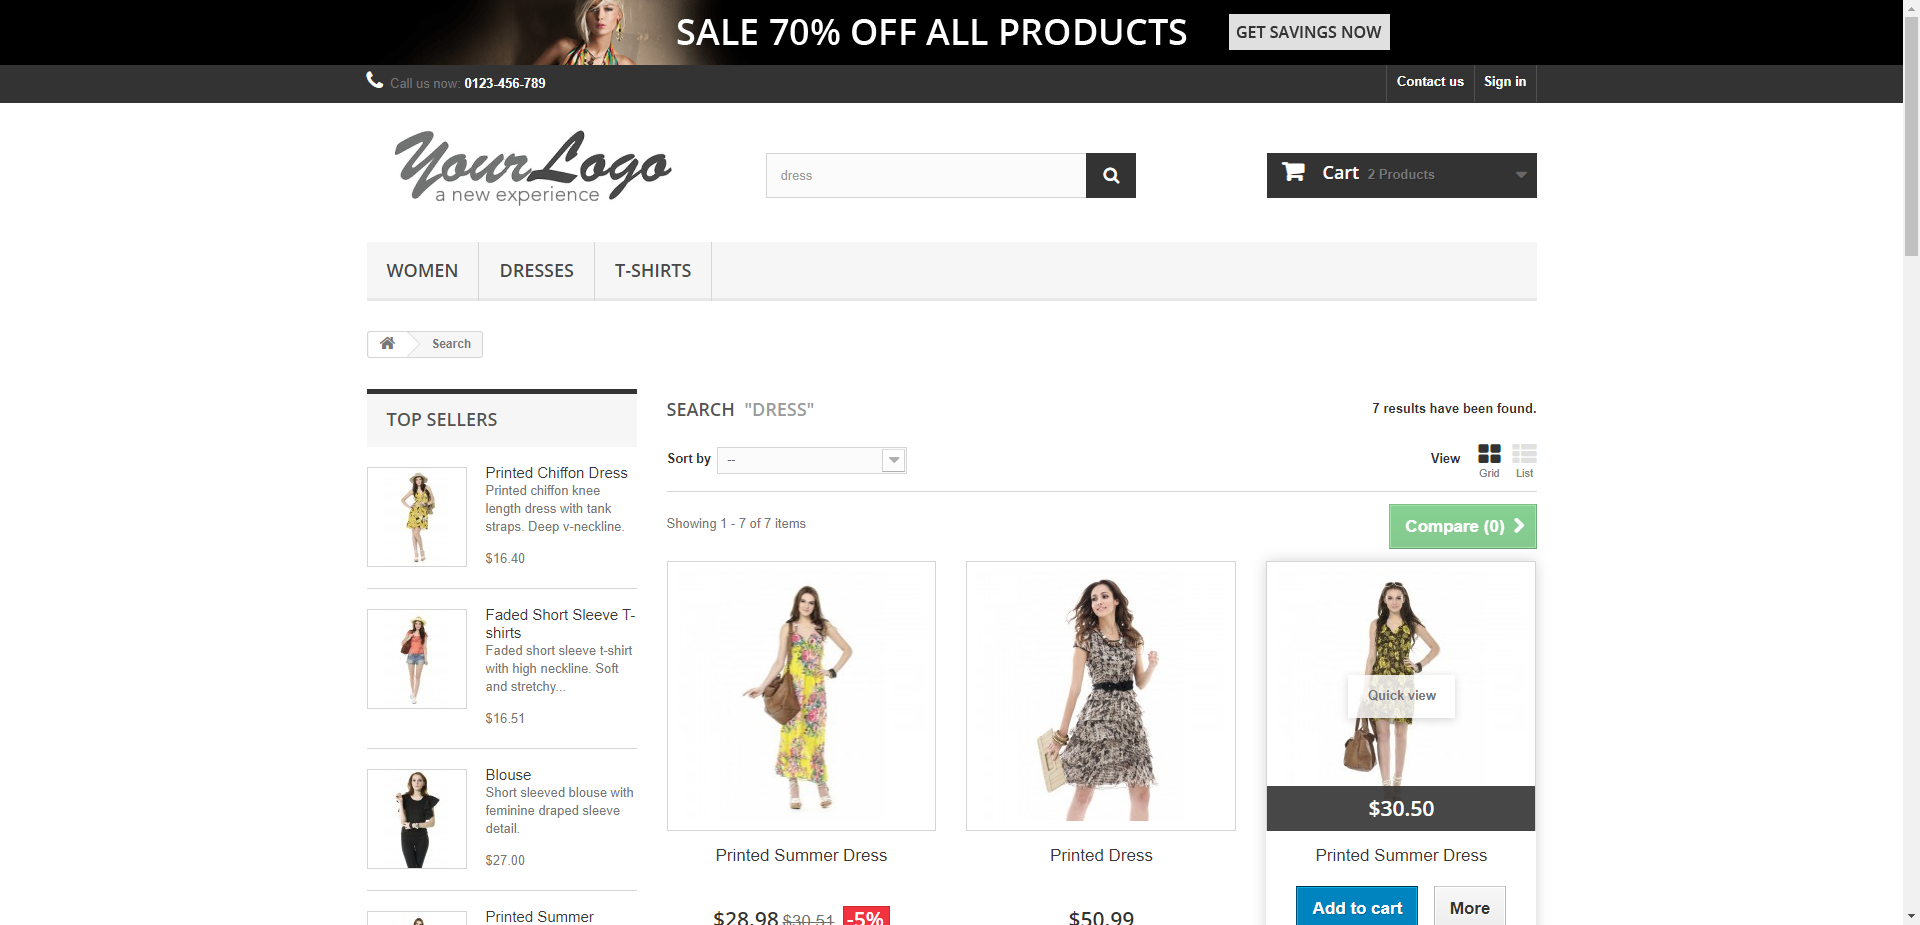 SALE 70% OFF ALL PRODUCTS
GET SAVINGS NOW
Call us now: 0123-456-789
Contact us
Sign in
YourLogo
a new experience
dress
Cart 2 Products
WOMEN
DRESSES
T-SHIRTS
Search
TOP SELLERS
Printed Chiffon Dress
Printed chiffon knee
length dress with tank
straps. Deep v-neckline.
$16.40
Faded Short Sleeve T-
shirts
Faded short sleeve t-shirt
with high neckline. Soft
and stretchy...
$16.51
Blouse
Short sleeved blouse with
feminine draped sleeve
detail.
$27.00
Printed Summer
SEARCH "DRESS"
7 results have been found.
Sort by --
View
Grid
List
Showing 1 - 7 of 7 items
Compare (0)
Quick view
$30.50
Printed Summer Dress
Printed Dress
Printed Summer Dress
$28.98 $30.51 -5%
$50.99
Add to cart
More